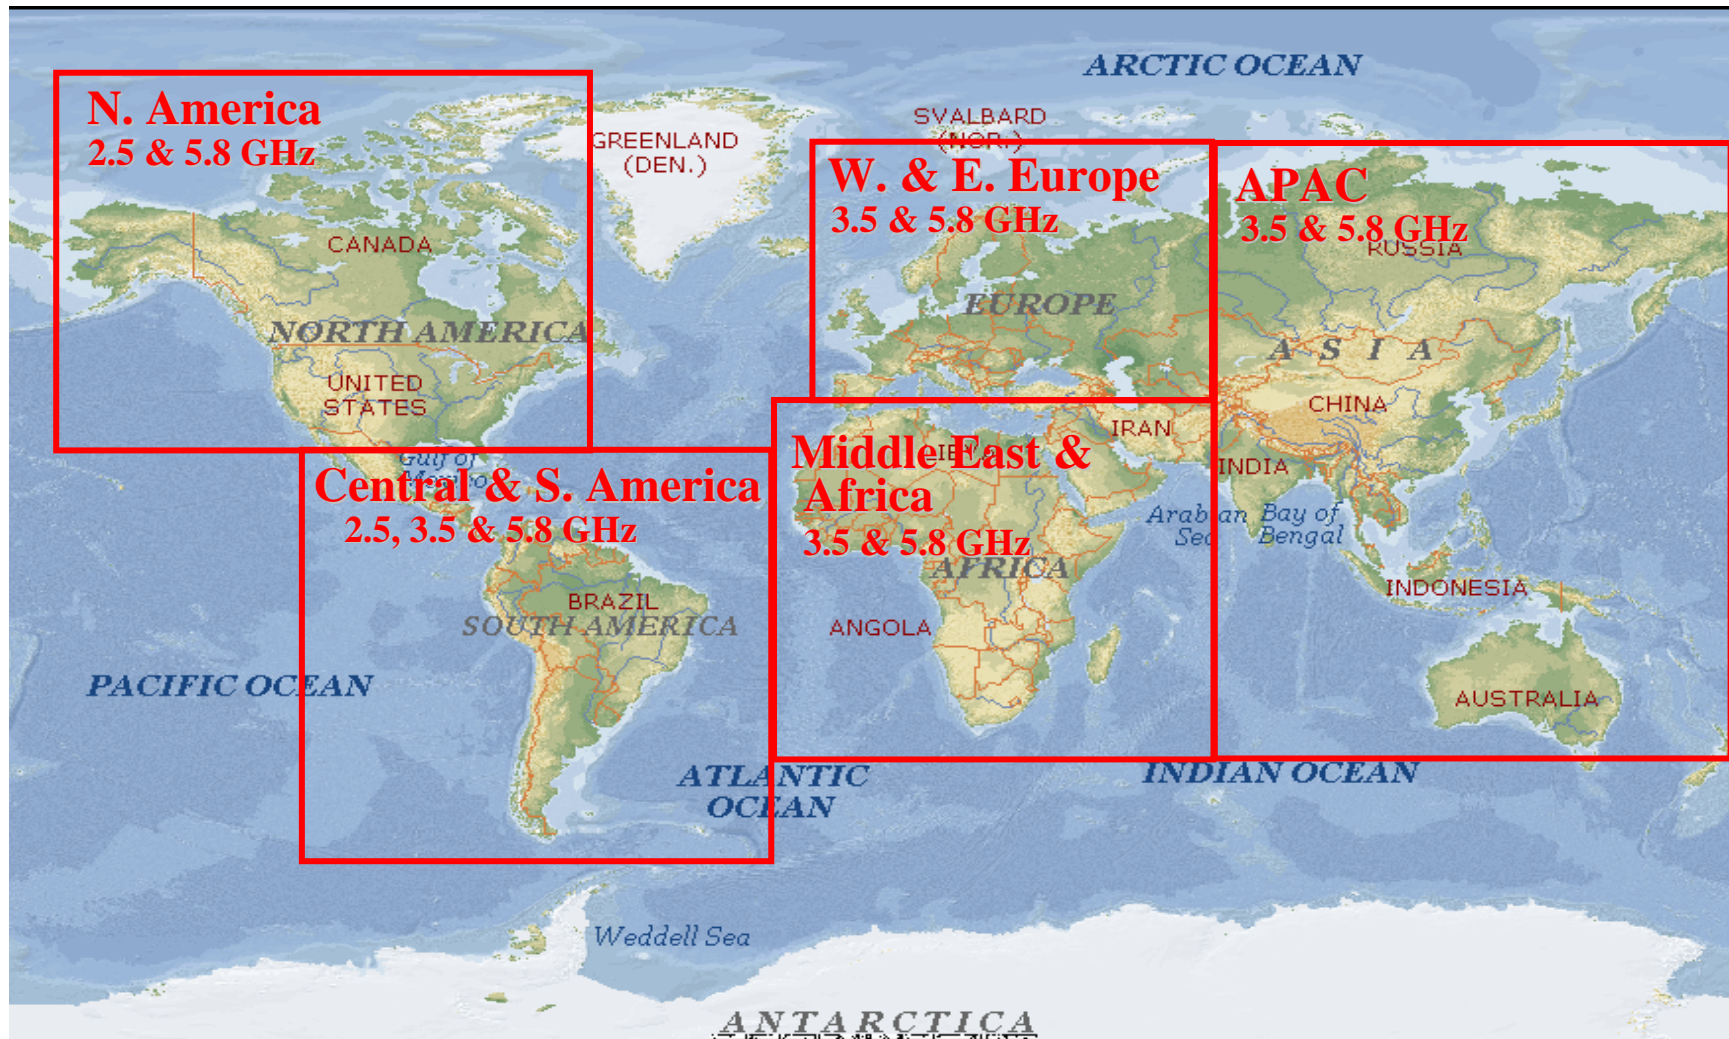 ARCTIC OCEAN
N. America
2.5 & 5.8 GHz
SVALBARD
(NOR.)
GREENLAND
(DEN.)
W. & E. Europe
3.5 & 5.8 GHz
APAC
3.5 & 5.8 GHz
RUSSIA
CANADA
EUROPE
NORTH AMERICA
ASIA
UNITED
STATES
CHINA
IRAN
Middle East &
Africa
3.5 & 5.8 GHz
INDIA
Gulf of
Central & S. America
2.5, 3.5 & 5.8 GHz
Arabian
Sea
Bay of
Bengal
AFRICA
INDONESIA
BRAZIL
SOUTH AMERICA
ANGOLA
PACIFIC OCEAN
AUSTRALIA
ATLANTIC
OCEAN
INDIAN OCEAN
Weddell Sea
ANTARCTICA